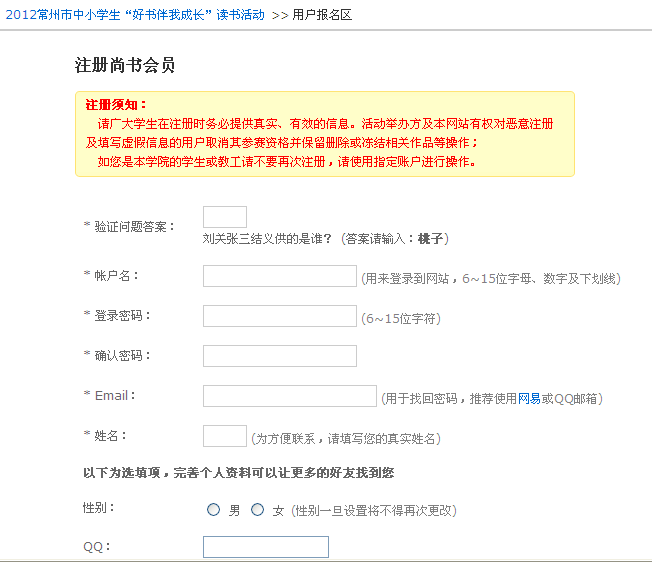 2012常州市中小学生“好书伴我成长”读书活动 >> 用户报名区
注册尚书会员
注册须知：
请广大学生在注册时务必提供真实、有效的信息。活动举办方及本网站有权对恶意注册
及填写虚假信息的用户取消其参赛资格并保留删除或冻结相关作品等操作；
如您是本学院的学生或教工请不要再次注册，请使用指定账户进行操作。
* 验证问题答案：
刘关张三结义供的是谁？ (答案请输入：桃子)
* 帐户名： (用来登录到网站，6~15位字母、数字及下划线)
* 登录密码： (6~15位字符)
* 确认密码：
* Email： (用于找回密码，推荐使用网易或QQ邮箱)
* 姓名： (为方便联系，请填写您的真实姓名)
以下为选填项，完善个人资料可以让更多的好友找到您
性别： 男 女 (性别一旦设置将不得再次更改)
QQ：